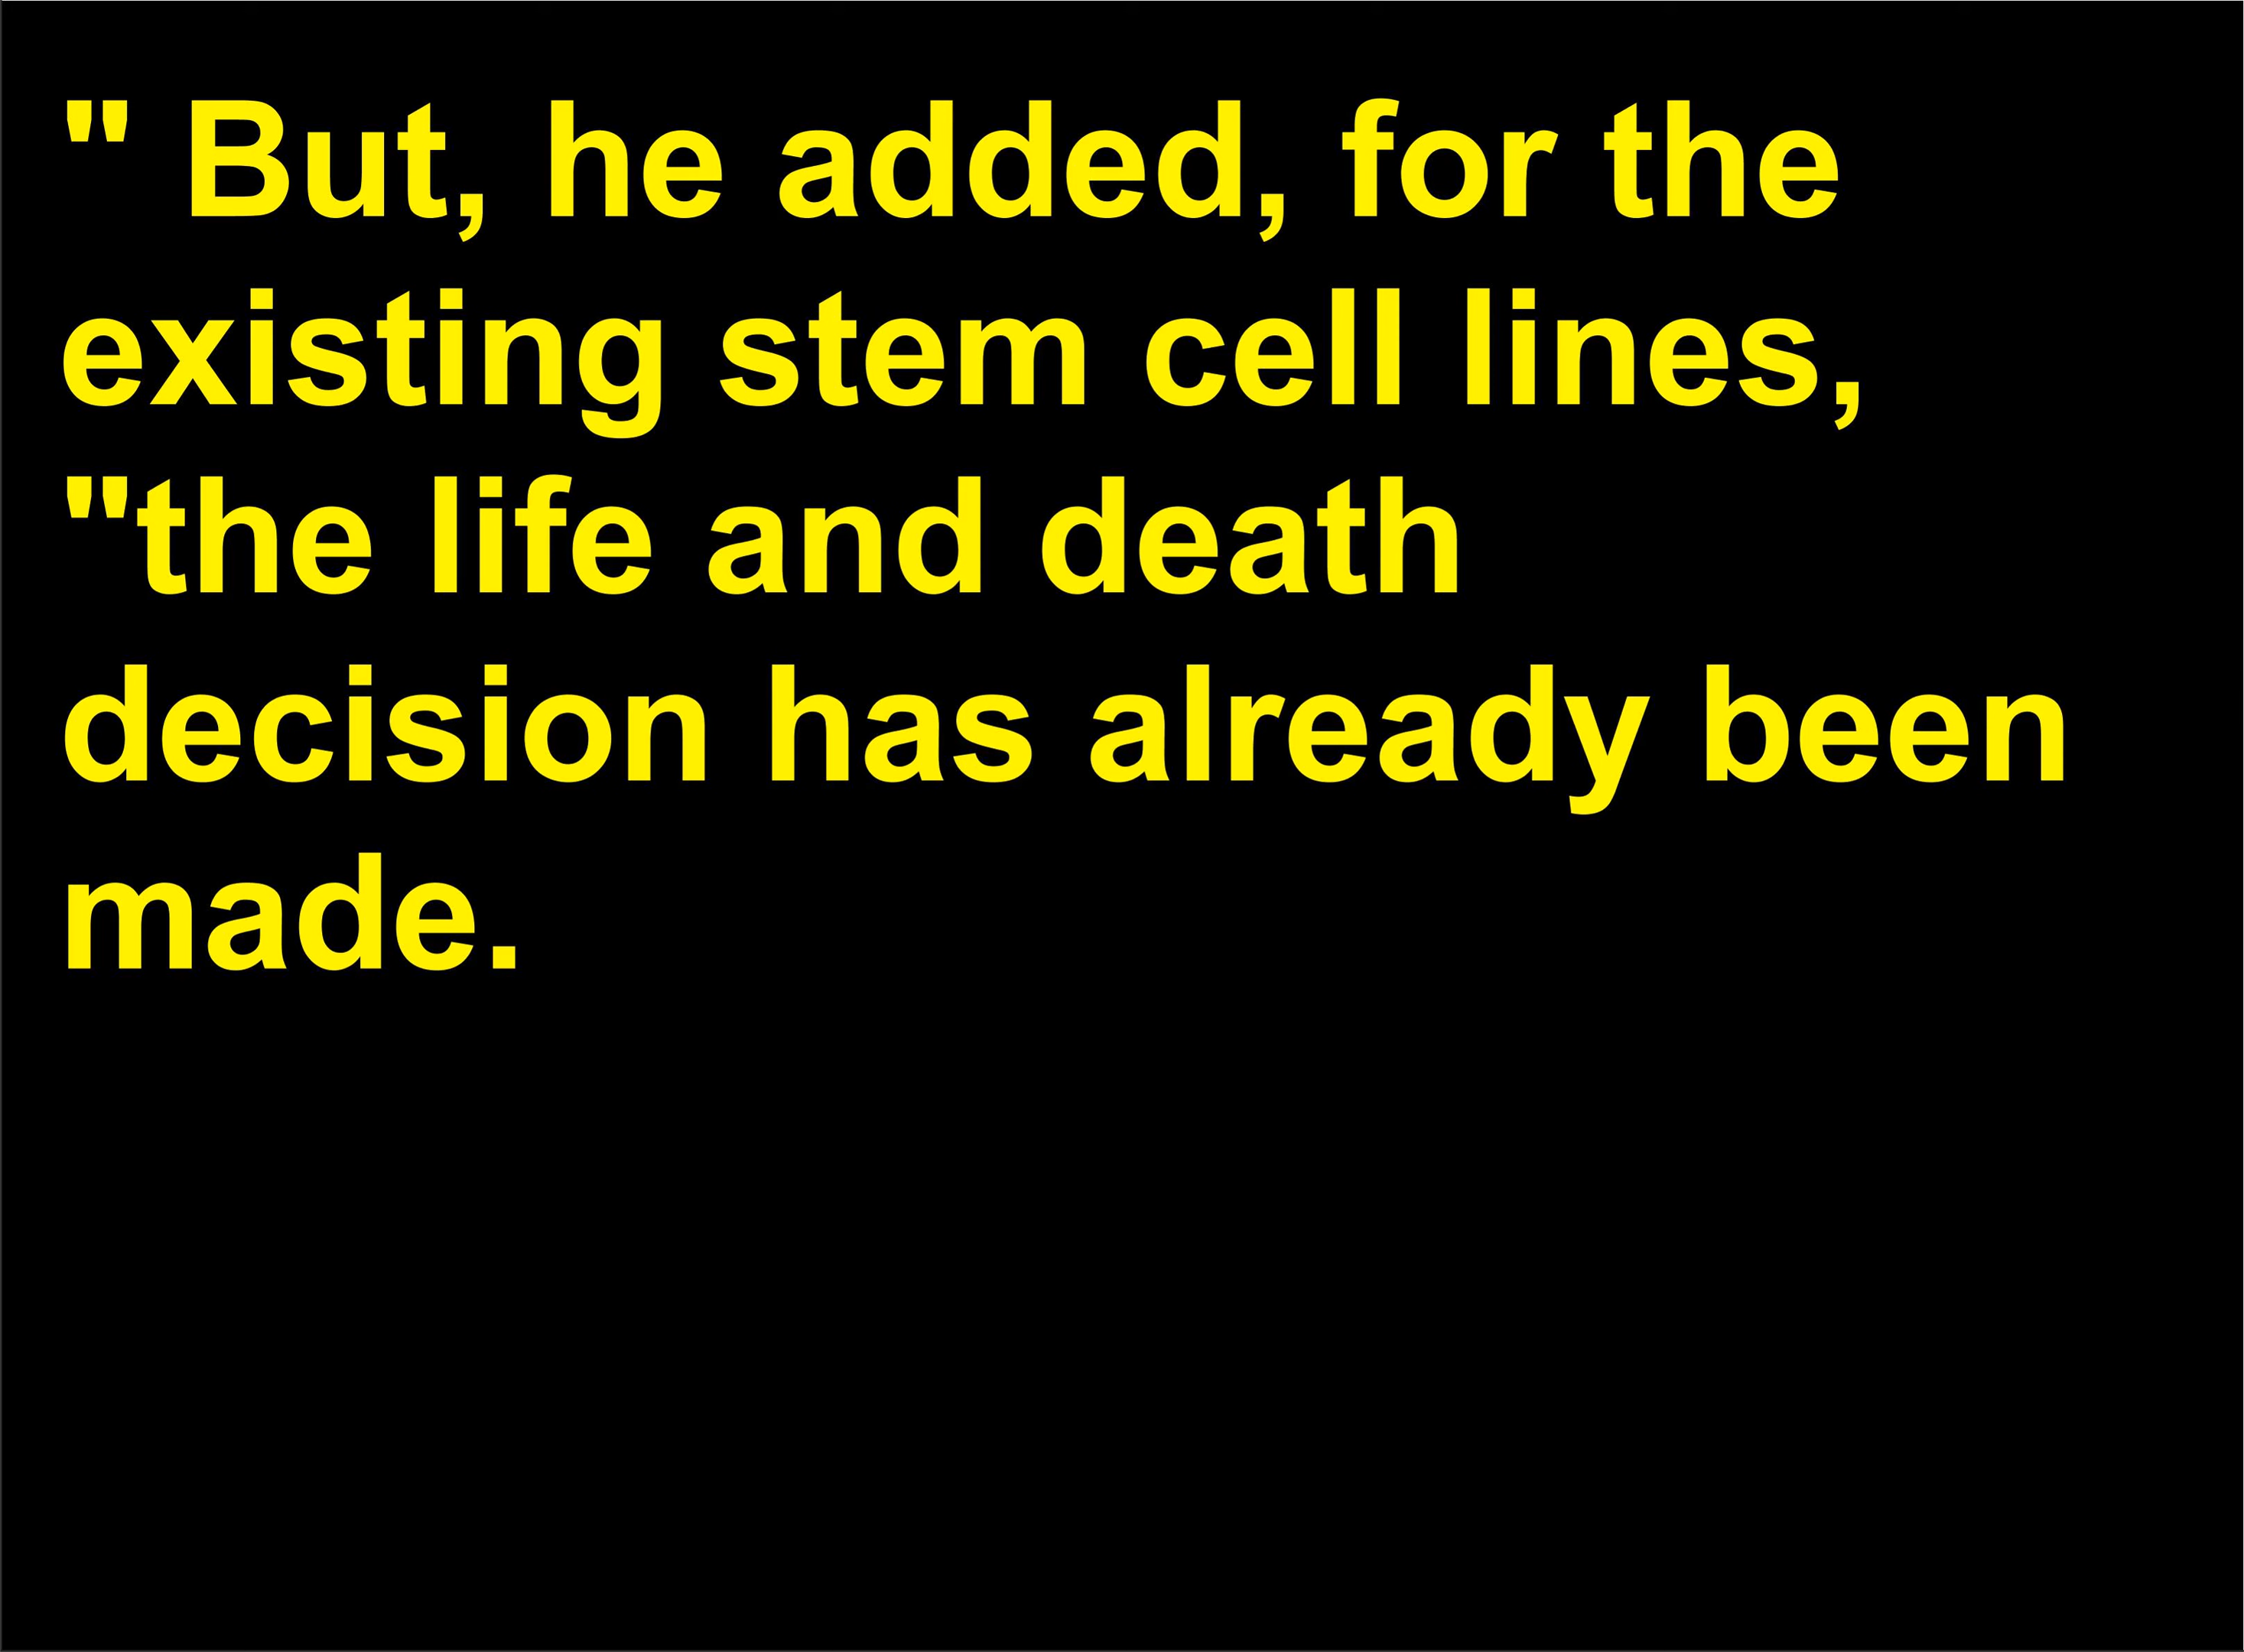 " But, he added, for the
existing stem cell lines,
"the life and death
decision has already been
made.